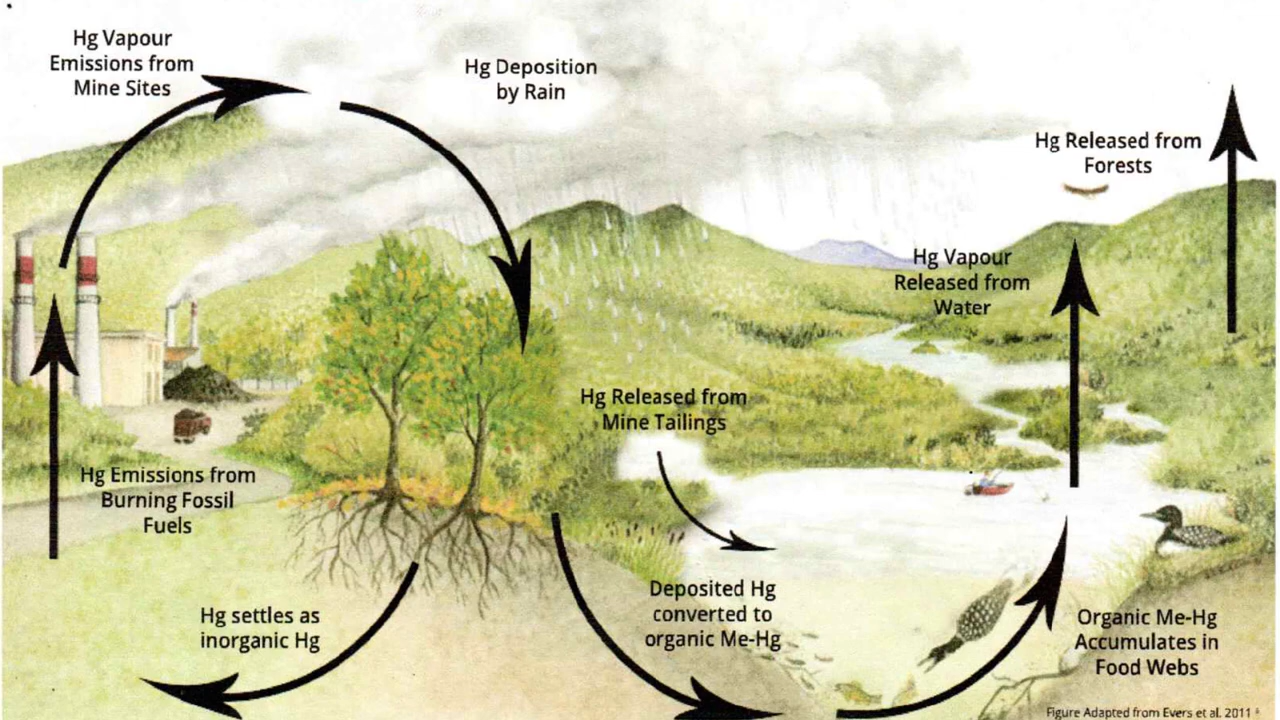 Hg Vapour
Emissions from
Mine Sites
Hg Deposition
by Rain
Hg Released from
Forests
Hg Vapour
Released from
Water
Hg Released from
Mine Tailings
Hg Emissions from
Burning Fossil
Fuels
Hg settles as
inorganic Hg
Deposited Hg
converted to
organic Me-Hg
Organic Me-Hg
Accumulates in
Food Webs
Figure Adapted from Evers et al. 2011